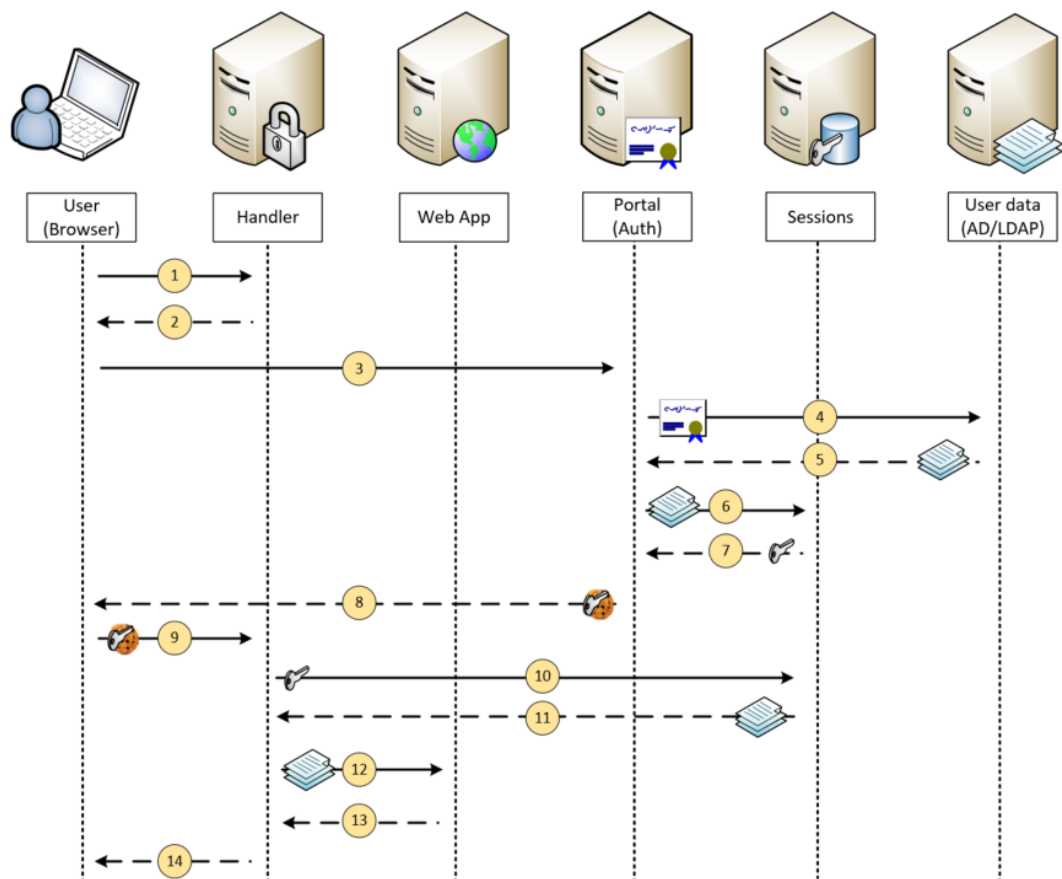 User
(Browser)
Handler
Web App
Portal
(Auth)
Sessions
User data
(AD/LDAP)
1
2
3
4
5
6
7
8
9
10
11
12
13
14